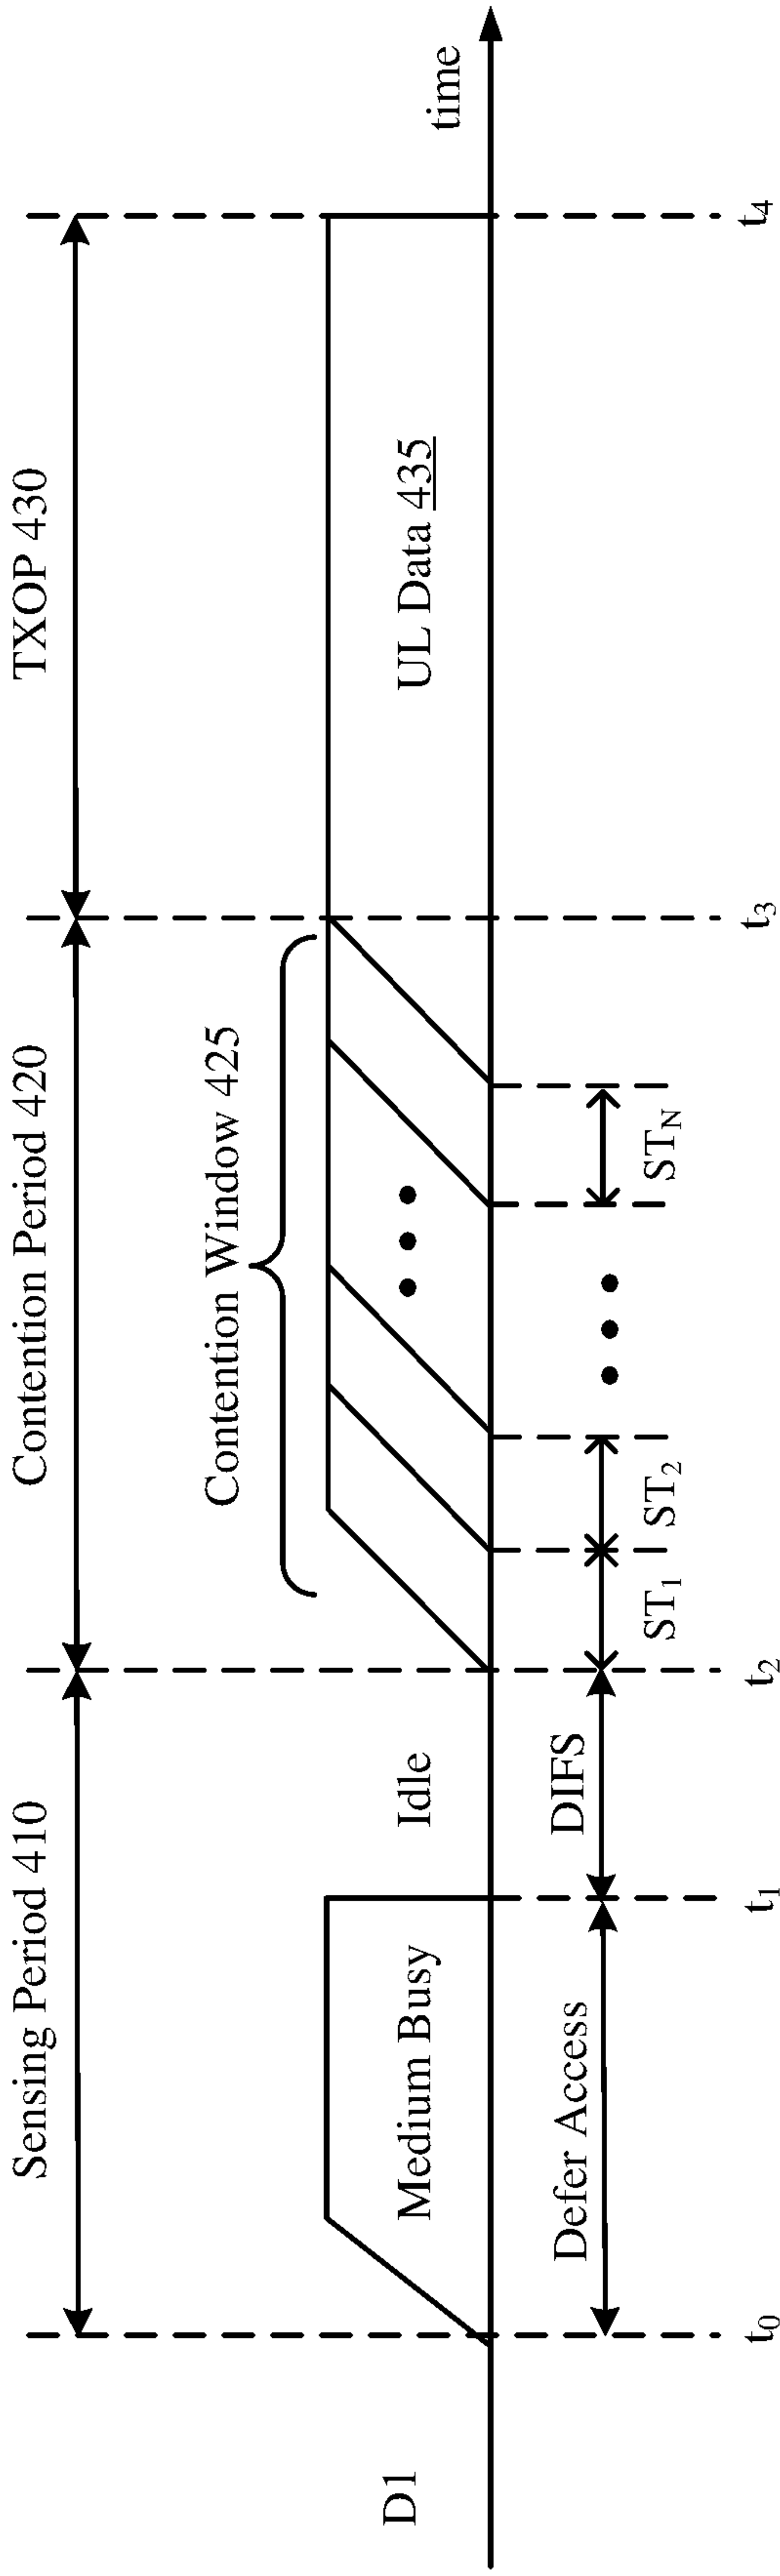 Sensing Period 410
Contention Period 420
TXOP 430
Contention Window 425
D1
Medium Busy
Idle
UL Data 435
time
Defer Access
DIFS
ST1
ST2
STN
t0
t1
t2
t3
t4